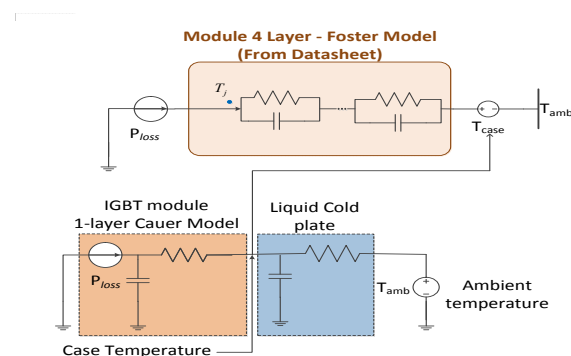 Module 4 Layer - Foster Model
(From Datasheet)
Tj
Ploss
Tcase
Tamb
IGBT module
1-layer Cauer Model
Liquid Cold
plate
Ploss
Tamb
Ambient
temperature
Case Temperature